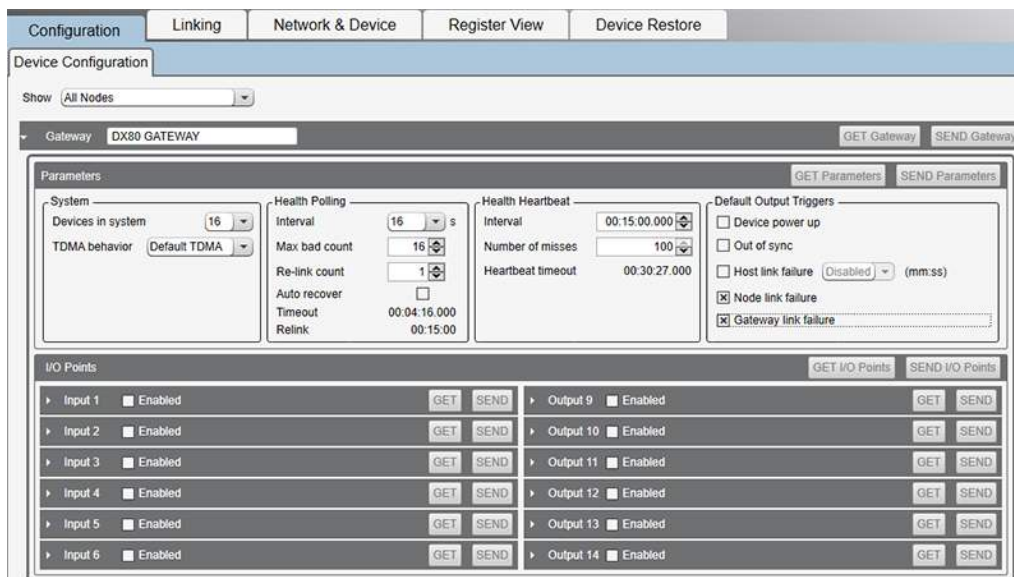 Configuration Linking Network & Device Register View Device Restore
Device Configuration
Show All Nodes
Gateway DX80 GATEWAY GET Gateway SEND Gateway
Parameters GET Parameters SEND Parameters
System
Devices in system 16
TDMA behavior Default TDMA
Health Polling
Interval 16 s
Max bad count 16
Re-link count 1
Auto recover
Timeout 00:04:16.000
Relink 00:15:00
Health Heartbeat
Interval 00:15:00.000
Number of misses 100
Heartbeat timeout 00:30:27.000
Default Output Triggers
Device power up
Out of sync
Host link failure Disabled (mm:ss)
Node link failure
Gateway link failure
I/O Points GET I/O Points SEND I/O Points
Input 1 Enabled GET SEND Output 9 Enabled GET SEND
Input 2 Enabled GET SEND Output 10 Enabled GET SEND
Input 3 Enabled GET SEND Output 11 Enabled GET SEND
Input 4 Enabled GET SEND Output 12 Enabled GET SEND
Input 5 Enabled GET SEND Output 13 Enabled GET SEND
Input 6 Enabled GET SEND Output 14 Enabled GET SEND